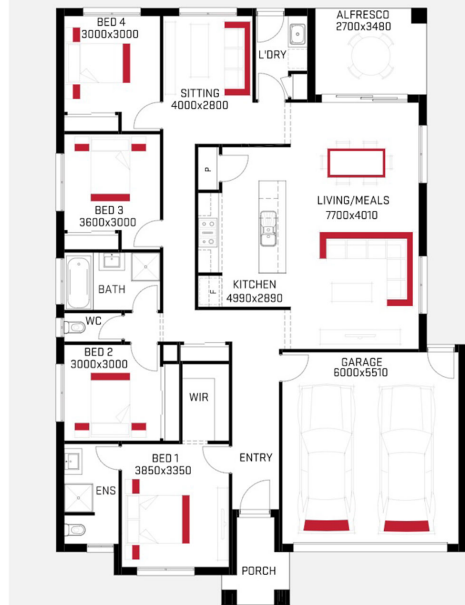 BED 4
3000x3000
SITTING
4000x2800
L'DRY
ALFRESCO
2700x3480
BED 3
3600x3000
P
LIVING/MEALS
7700x4010
KITCHEN
4990x2890
F
BATH
WC
BED 2
3000x3000
WIR
GARAGE
6000x5510
BED 1
3850x3350
ENS
ENTRY
PORCH